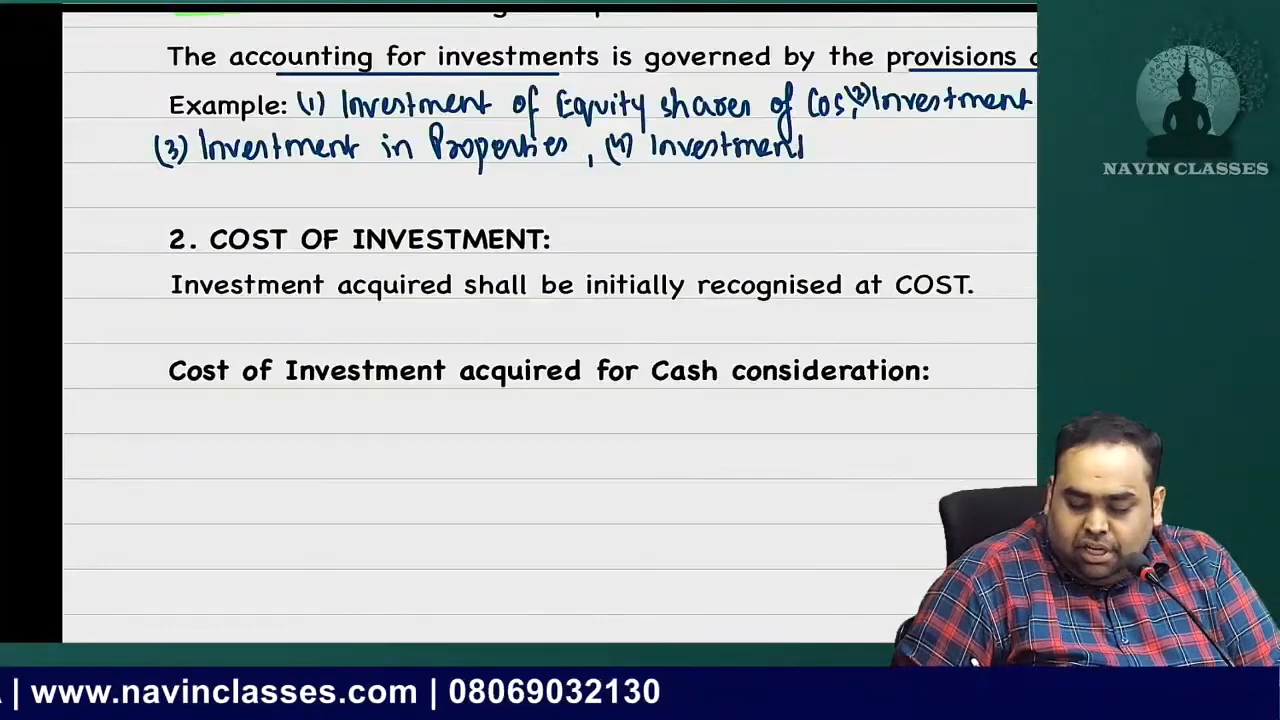 The accounting for investments is governed by the provisions
Example: (1) Investment of Equity shares of Cos, (2) Investment
(3) Investment in Properties, (4) Investment
NAVIN CLASSES
2. COST OF INVESTMENT:
Investment acquired shall be initially recognised at COST.
Cost of Investment acquired for Cash consideration:
| www.navinclasses.com | 08069032130